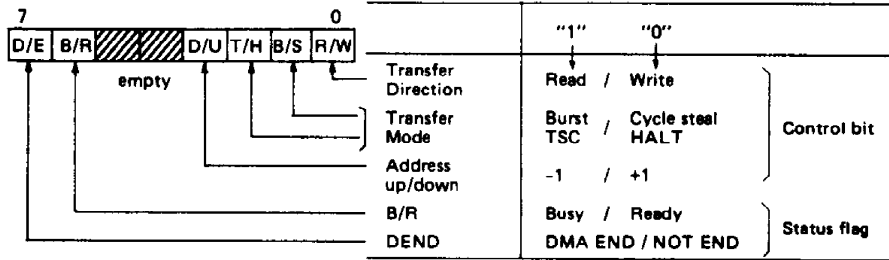 7 0
D/E B/R D/U T/H B/S R/W
empty
"1" "0"
Transfer Direction Read / Write
Transfer Mode Burst / Cycle steal
TSC / HALT
Control bit
Address up/down -1 / +1
B/R Busy / Ready
DEND DMA END / NOT END
Status flag